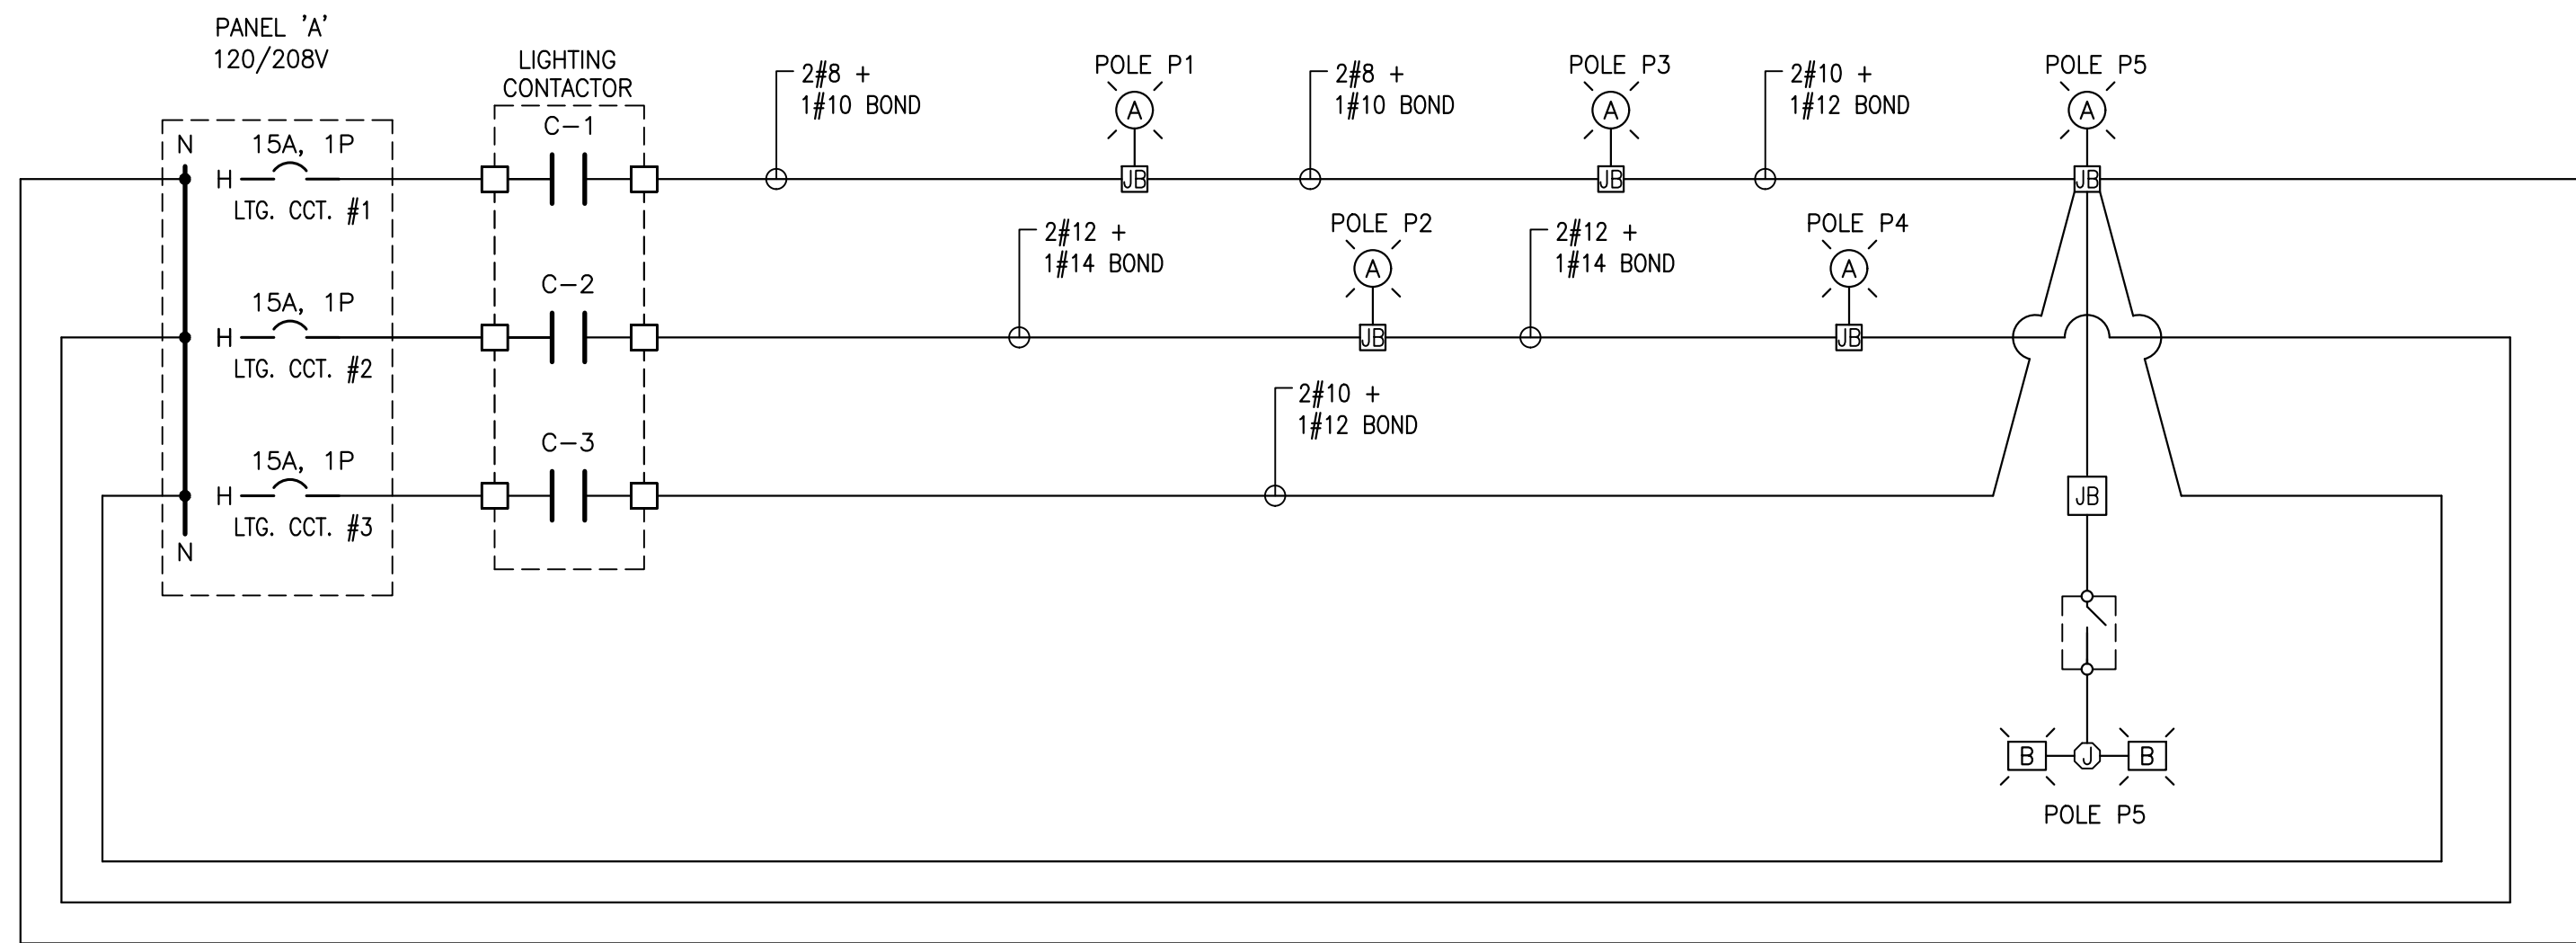 PANEL 'A'
120/208V
LIGHTING
CONTACTOR
N
15A, 1P
H
LTG. CCT. #1
C-1
2#8 +
1#10 BOND
POLE P1
A
JB
2#8 +
1#10 BOND
POLE P3
A
JB
2#10 +
1#12 BOND
POLE P5
A
JB
15A, 1P
H
LTG. CCT. #2
C-2
2#12 +
1#14 BOND
POLE P2
A
JB
2#12 +
1#14 BOND
POLE P4
A
JB
15A, 1P
H
LTG. CCT. #3
N
C-3
2#10 +
1#12 BOND
JB
B
J
B
POLE P5